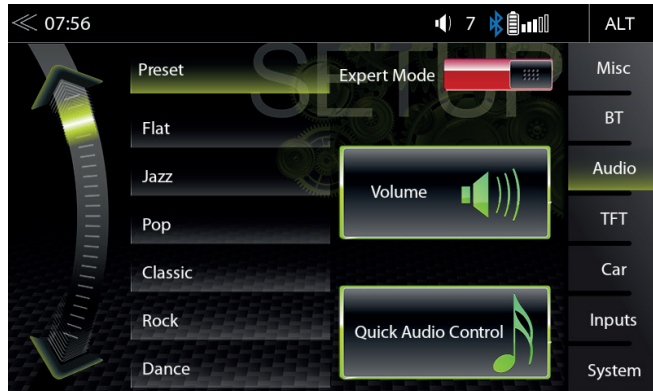 07:56 7 ALT
SETUP
Preset Expert Mode Misc
Flat BT
Jazz Volume Audio
Pop TFT
Classic Car
Rock Quick Audio Control Inputs
Dance System